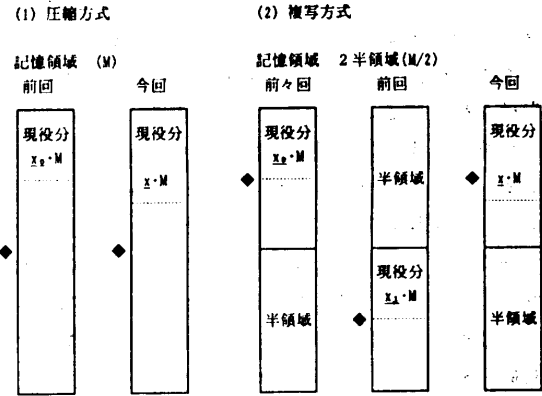 (1) 圧縮方式
(2) 複写方式
記憶領域 (M)
前回
今回
現役分
x₀・M
現役分
x・M
記憶領域 2半領域(M/2)
前々回
前回
今回
現役分
x₀・M
半領域
半領域
現役分
x₁・M
現役分
x・M
半領域